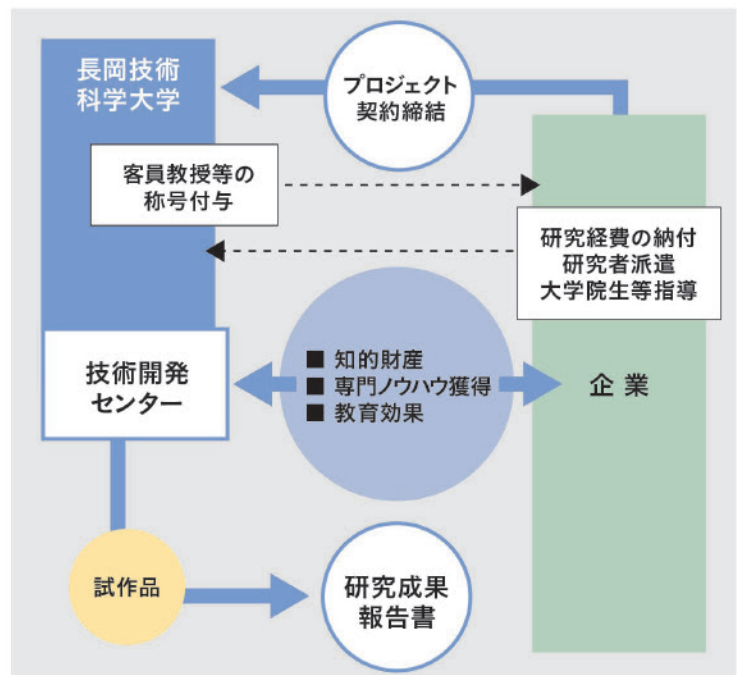 長岡技術
科学大学
プロジェクト
契約締結
客員教授等の
称号付与
研究経費の納付
研究者派遣
大学院生等指導
技術開発
センター
■ 知的財産
■ 専門ノウハウ獲得
■ 教育効果
企業
試作品
研究成果
報告書